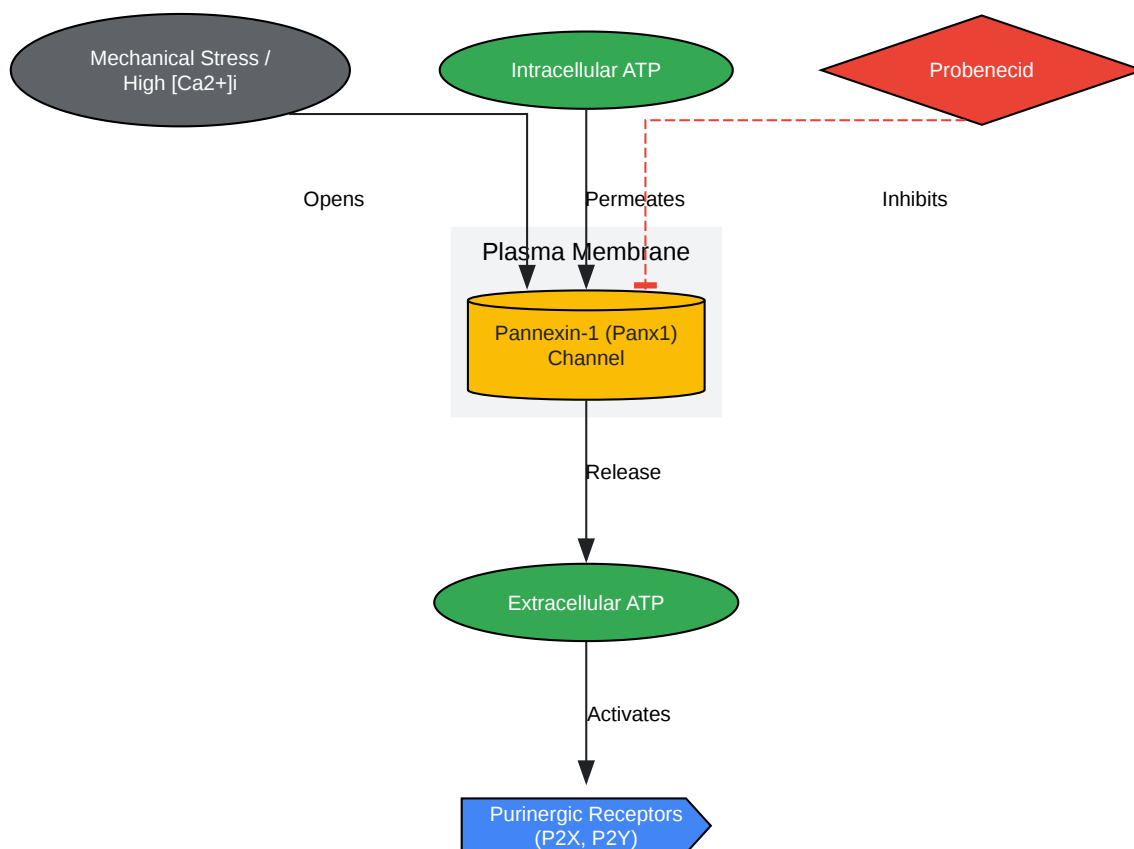 Mechanical Stress /
High [Ca2+]i
Intracellular ATP
Probenecid
Opens
Permeates
Inhibits
Plasma Membrane
Pannexin-1 (Panx1)
Channel
Release
Extracellular ATP
Activates
Purinergic Receptors
(P2X, P2Y)